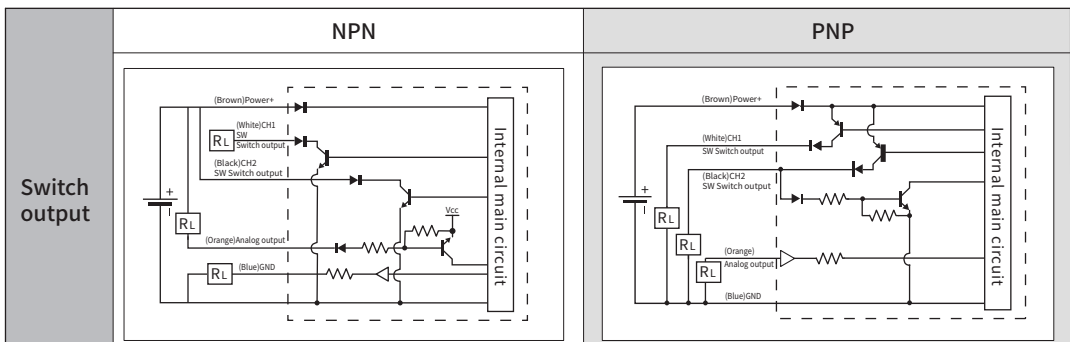 NPN
PNP
Switch
output
(Brown)Power+
(White)CH1
SW
Switch output
RL
(Black)CH2
SW Switch output
+
RL
Vcc
(Orange)Analog output
RL
(Blue)GND
Internal main circuit
(Brown)Power+
(White)CH1
SW Switch output
(Black)CH2
SW Switch output
+
RL
RL
RL
(Orange)
Analog output
(Blue)GND
Internal main circuit